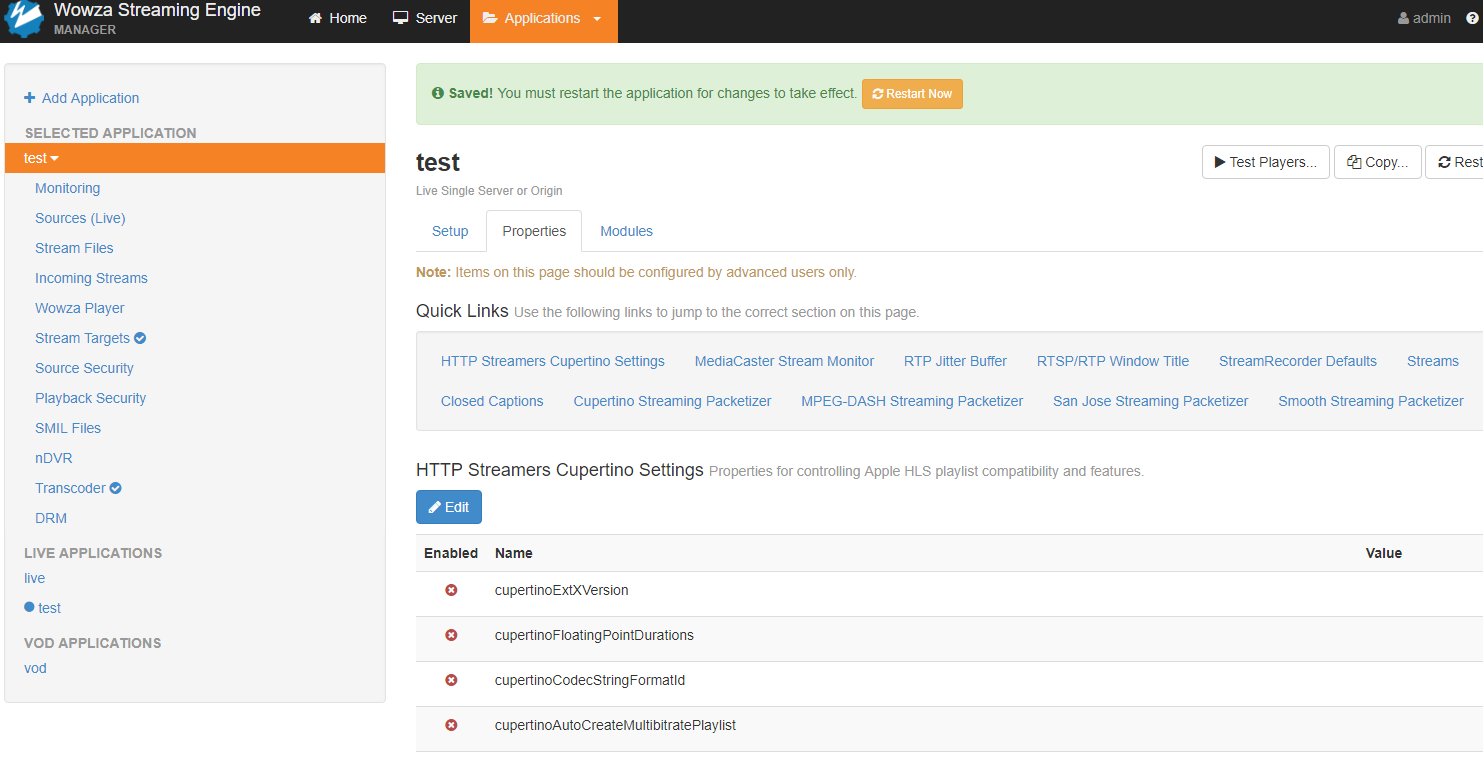 Wowza Streaming Engine
MANAGER
Home
Server
Applications
admin
Add Application
SELECTED APPLICATION
test
Monitoring
Sources (Live)
Stream Files
Incoming Streams
Wowza Player
Stream Targets
Source Security
Playback Security
SMIL Files
nDVR
Transcoder
DRM
LIVE APPLICATIONS
live
test
VOD APPLICATIONS
vod
Saved! You must restart the application for changes to take effect. Restart Now
test
Live Single Server or Origin
Test Players...
Copy...
Rest
Setup
Properties
Modules
Note: Items on this page should be configured by advanced users only.
Quick Links Use the following links to jump to the correct section on this page.
HTTP Streamers Cupertino Settings MediaCaster Stream Monitor RTP Jitter Buffer RTSP/RTP Window Title StreamRecorder Defaults Streams
Closed Captions Cupertino Streaming Packetizer MPEG-DASH Streaming Packetizer San Jose Streaming Packetizer Smooth Streaming Packetizer
HTTP Streamers Cupertino Settings Properties for controlling Apple HLS playlist compatibility and features.
Edit
Enabled Name Value
cupertinoExtXVersion
cupertinoFloatingPointDurations
cupertinoCodecStringFormatId
cupertinoAutoCreateMultibitratePlaylist